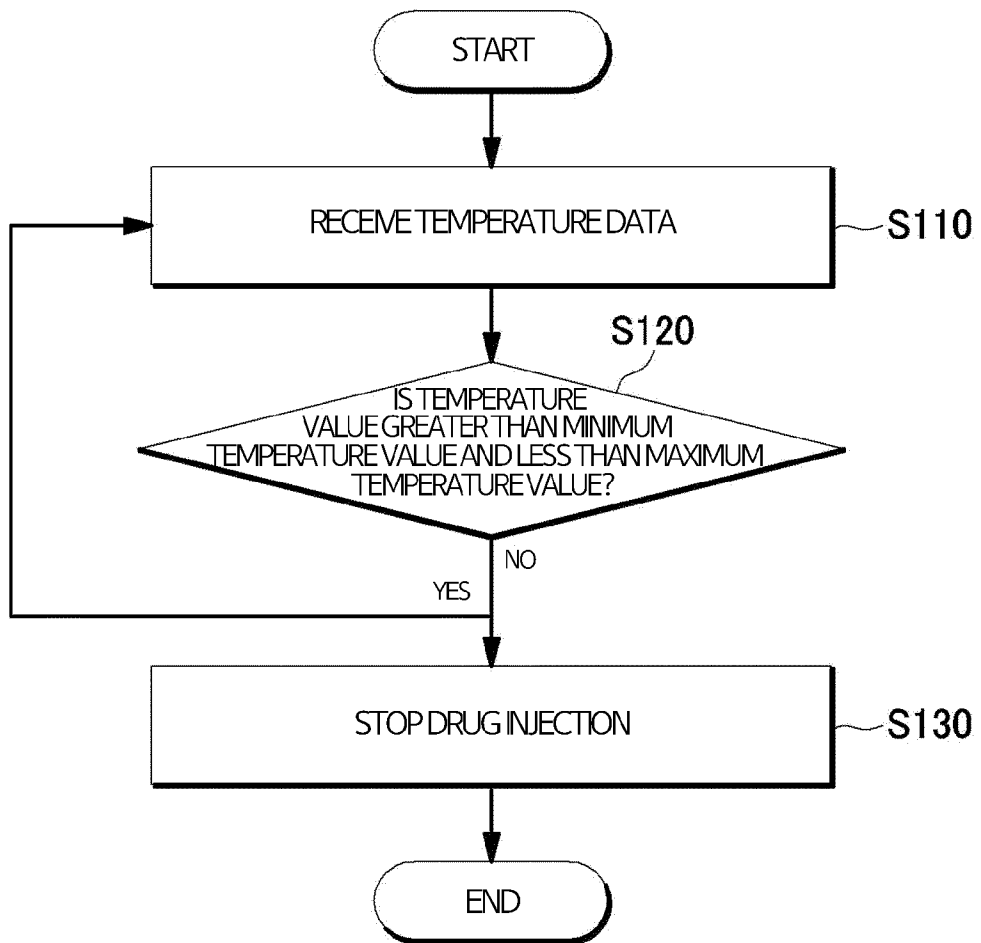 START
RECEIVE TEMPERATURE DATA
S110
S120
IS TEMPERATURE
VALUE GREATER THAN MINIMUM
TEMPERATURE VALUE AND LESS THAN MAXIMUM
TEMPERATURE VALUE?
NO
YES
STOP DRUG INJECTION
S130
END